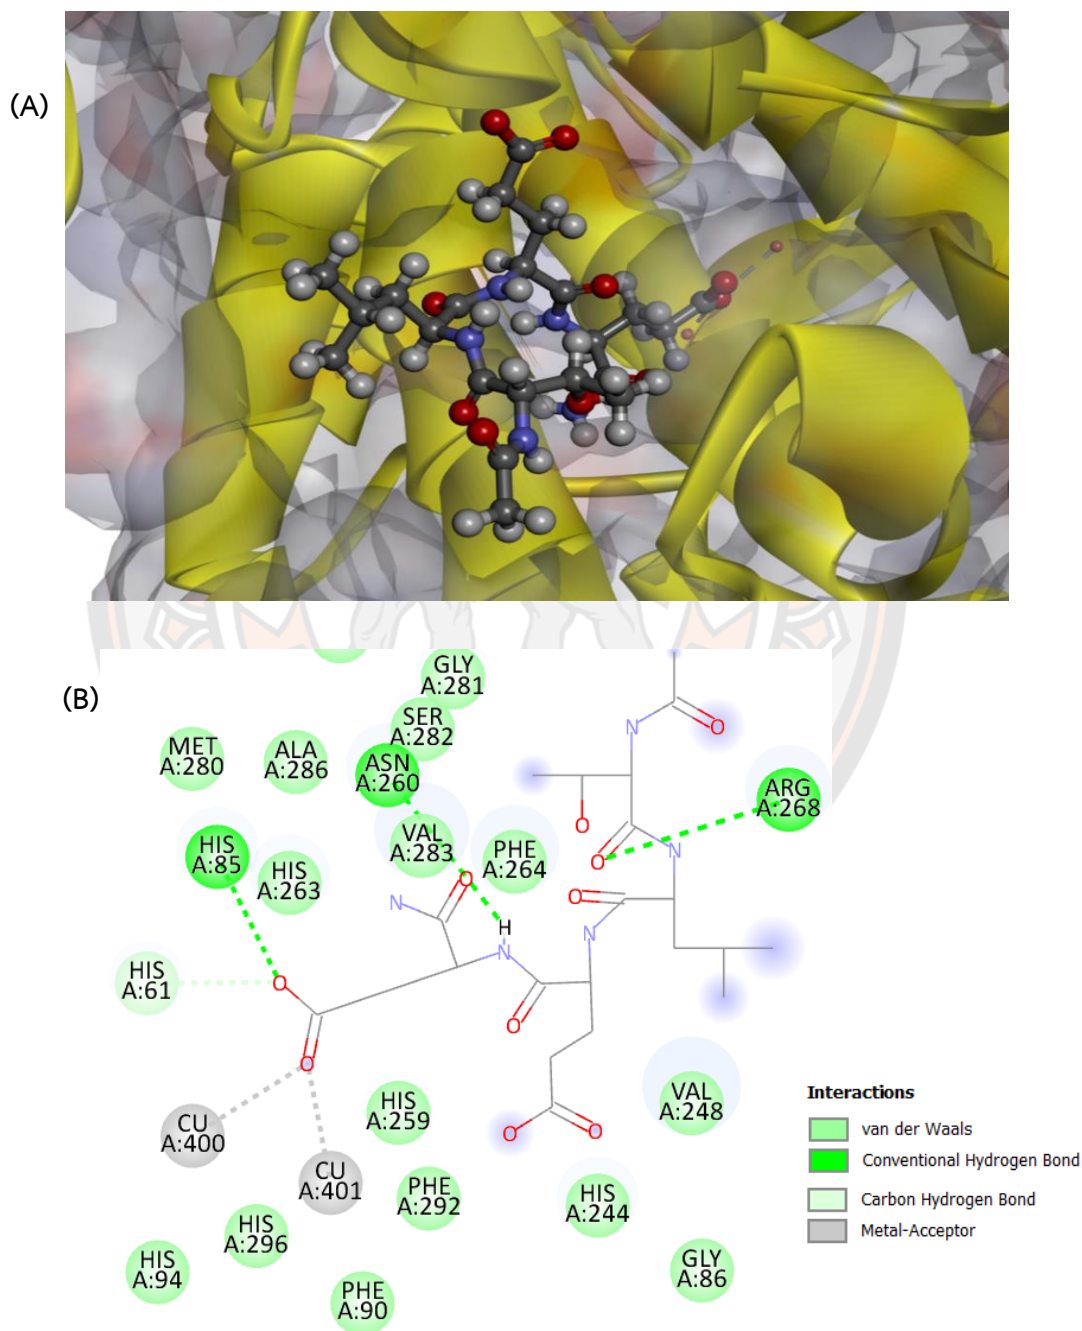 (A)
(B)
GLY
A:281
SER
A:282
MET
A:280
ALA
A:286
ASN
A:260
ARG
A:268
HIS
A:85
HIS
A:263
VAL
A:283
PHE
A:264
N
O
O
O
N
O
N
O
H
N
N
O
HIS
A:61
O
O
O
CU
A:400
HIS
A:259
VAL
A:248
O
O
CU
A:401
PHE
A:292
HIS
A:244
HIS
A:296
HIS
A:94
PHE
A:90
GLY
A:86
Interactions
van der Waals
Conventional Hydrogen Bond
Carbon Hydrogen Bond
Metal-Acceptor